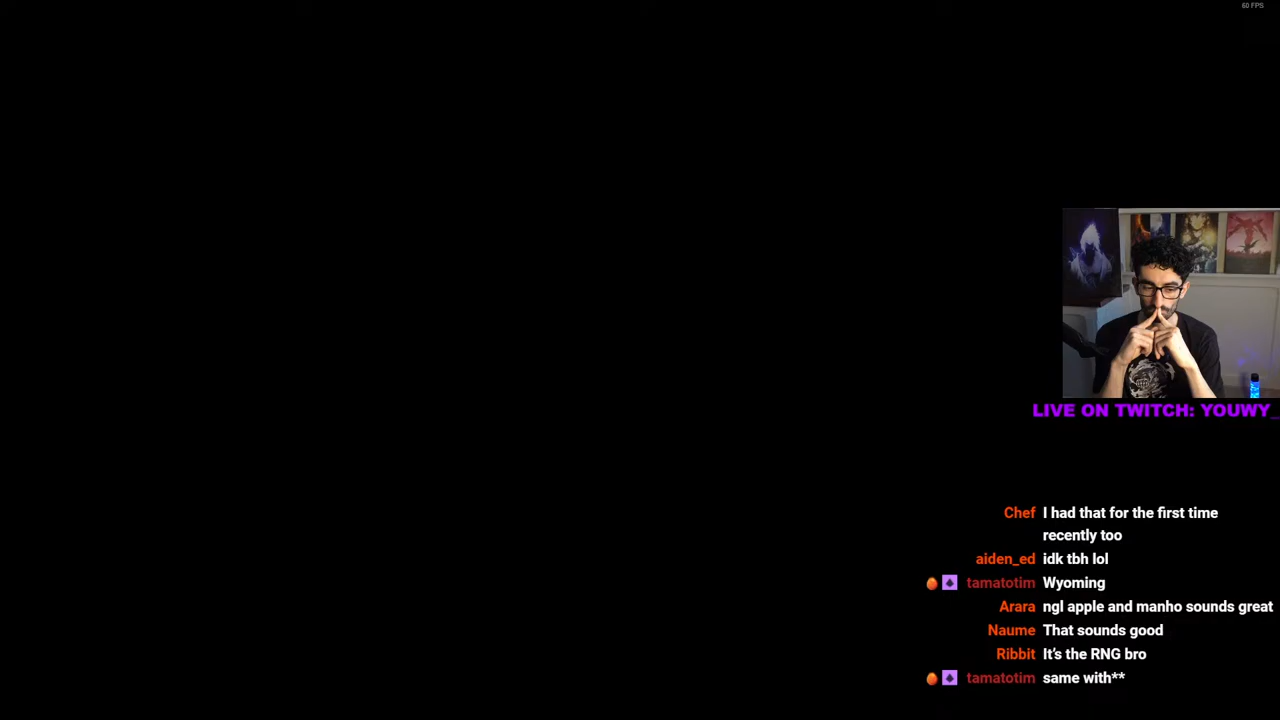 60 FPS
LIVE ON TWITCH: YOUWY_
Chef I had that for the first time
recently too
aiden_ed idk tbh lol
tamatotim Wyoming
Arara ngl apple and manho sounds great
Naume That sounds good
Ribbit It's the RNG bro
tamatotim same with**